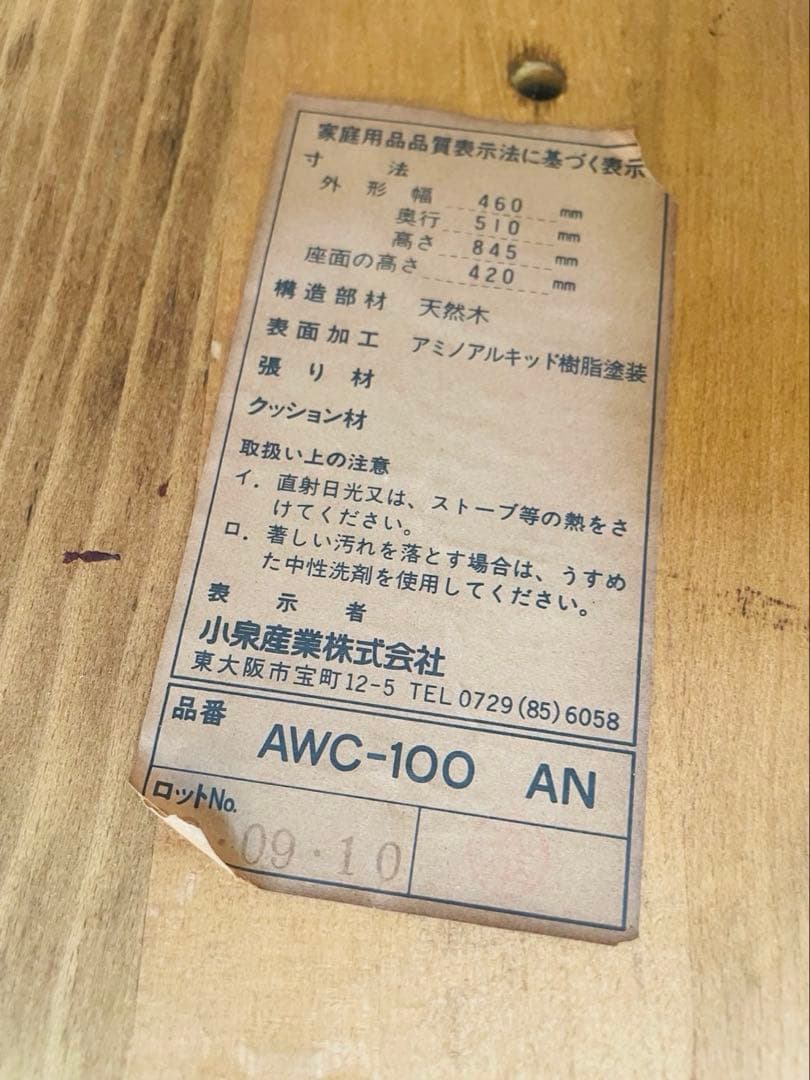 家庭用品品質表示法に基づく表示
寸法
外形 幅 460 mm
奥行 510 mm
高さ 845 mm
座面の高さ 420 mm
構造部材 天然木
表面加工 アミノアルキッド樹脂塗装
張り材
クッション材
取扱い上の注意
イ. 直射日光又は、ストーブ等の熱をさ
けてください。
ロ. 著しい汚れを落とす場合は、うすめ
た中性洗剤を使用してください。
表示者
小泉産業株式会社
東大阪市宝町12-5 TEL 0729(85)6058
品番
AWC-100 AN
ロットNo.
・09・10